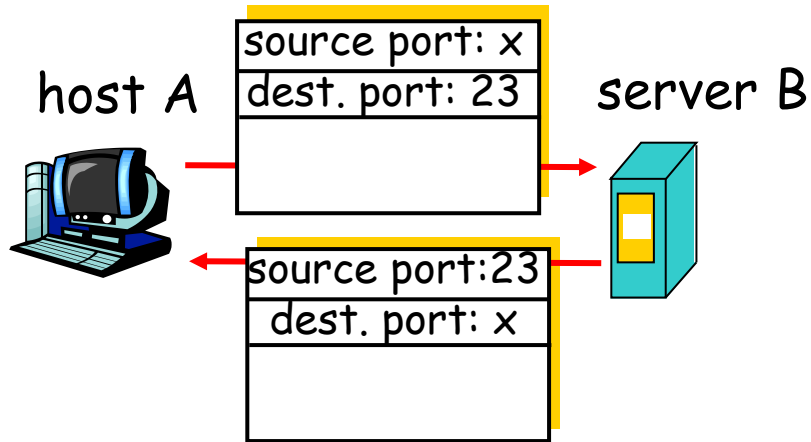 source port: x
dest. port: 23
host A
server B
source port:23
dest. port: x